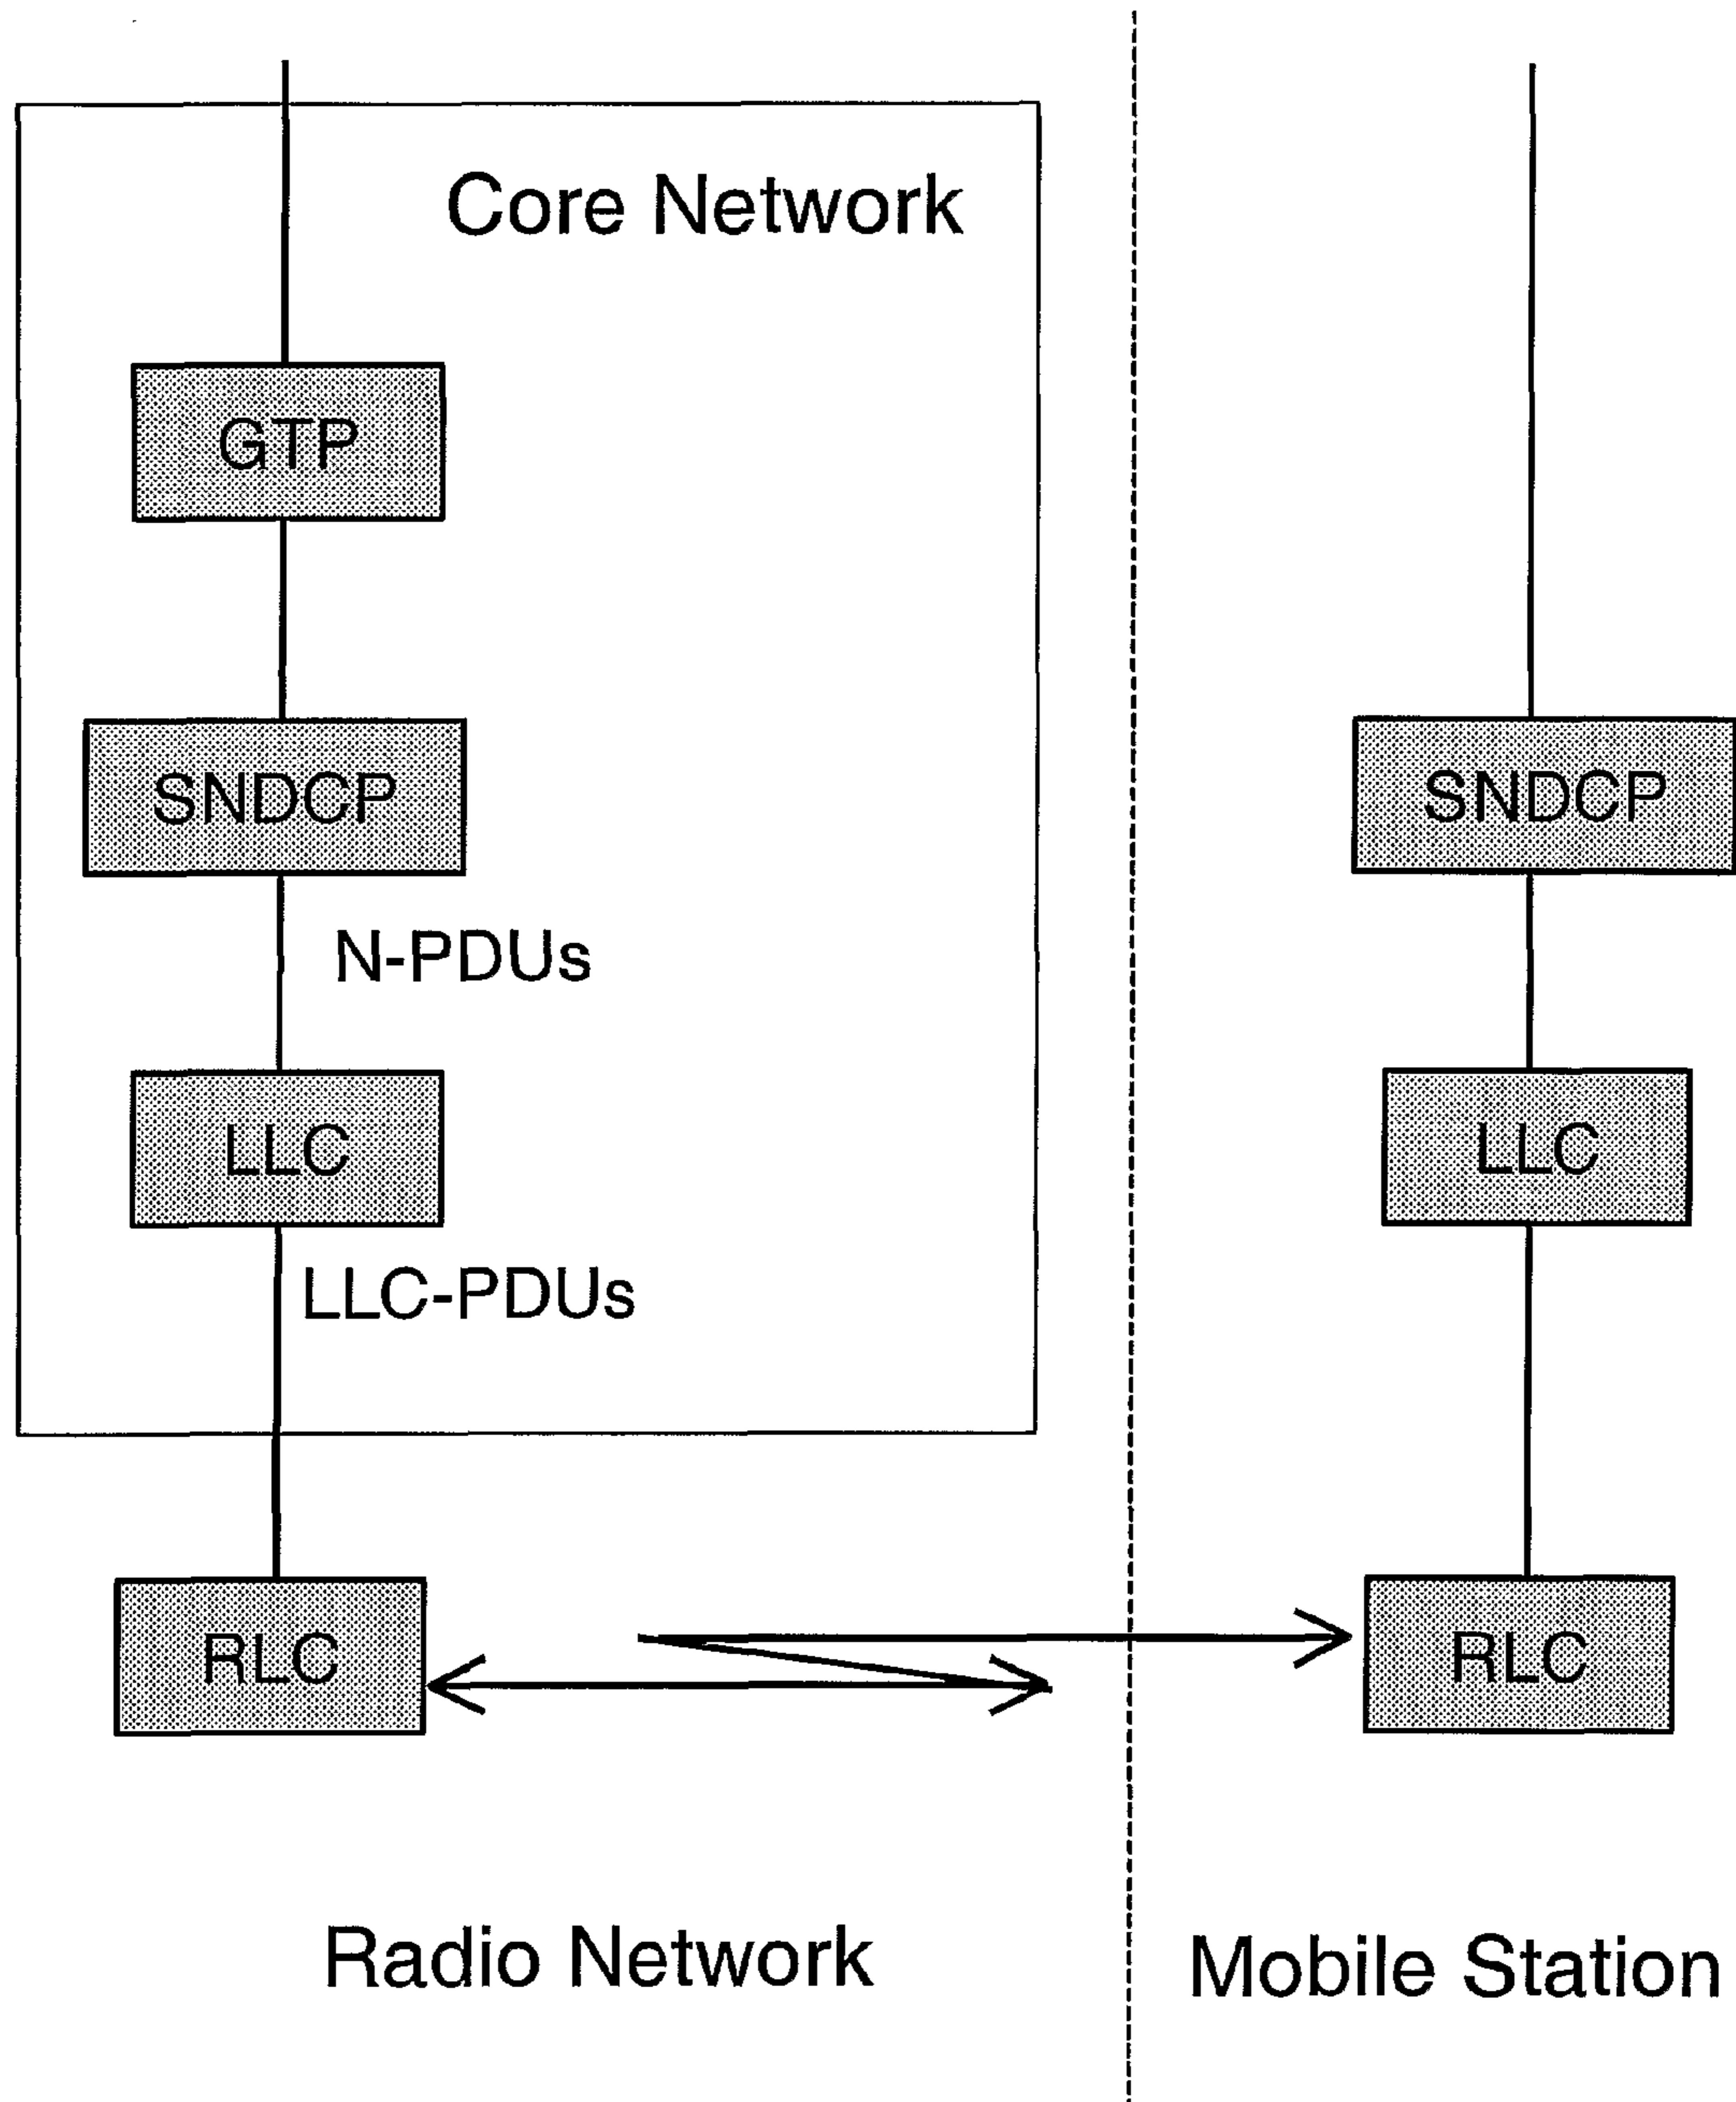 Core Network
GTP
SNDCP
SNDCP
N-PDUs
LLC
LLC
LLC-PDUs
RLC
RLC
Radio Network
Mobile Station